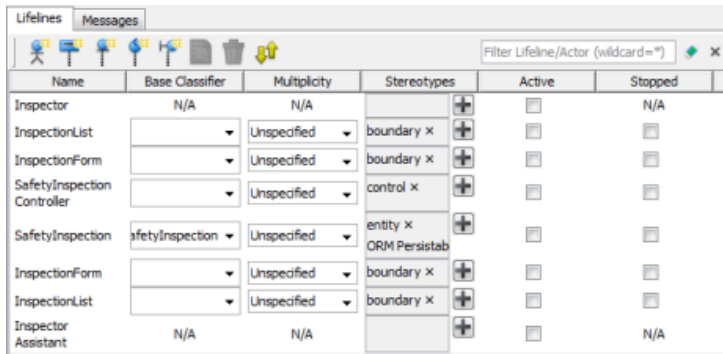 Lifelines Messages
Filter Lifeline/Actor (wildcard=*)
Name Base Classifier Multiplicity Stereotypes Active Stopped
Inspector N/A N/A N/A
InspectionList Unspecified boundary ×
InspectionForm Unspecified boundary ×
SafetyInspection
Controller Unspecified control ×
SafetyInspection afetyInspection Unspecified entity ×
ORM Persistab
InspectionForm Unspecified boundary ×
InspectionList Unspecified boundary ×
Inspector
Assistant N/A N/A N/A